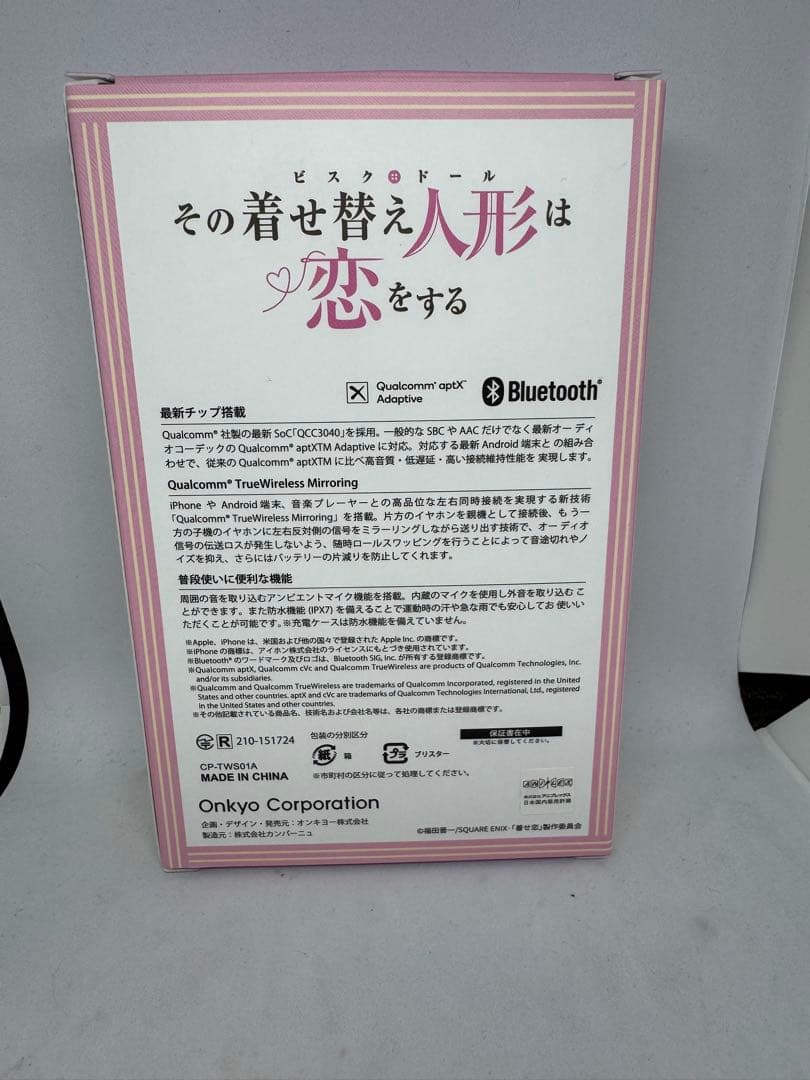 ビスク・ドール
その着せ替え人形は
恋をする
Qualcomm® aptX™
Adaptive
Bluetooth®
最新チップ搭載
Qualcomm® 社製の最新 SoC「QCC3040」を採用。一般的な SBC や AAC だけでなく最新オー ディ
オコーデックの Qualcomm® aptXTM Adaptive に対応。対応する最新 Android 端末と の組み合
わせで、従来の Qualcomm® aptXTM に比べ高音質・低遅延・高い接続維持性能を 実現します。
Qualcomm® TrueWireless Mirroring
iPhone や Android 端末、音楽プレーヤーとの高品位な左右同時接続を実現する新技術
「Qualcomm® TrueWireless Mirroring」を搭載。片方のイヤホンを親機として接続後、も う一
方の子機のイヤホンに左右反対側の信号をミラーリングしながら送り出す技術で、オー ディオ
信号の伝送ロスが発生しないよう、随時ロールスワッピングを行うことによって音途切れやノ
イズを抑え、さらにはバッテリーの片減りを防止してくれます。
普段使いに便利な機能
周囲の音を取り込むアンビエントマイク機能を搭載。内蔵のマイクを使用し外音を取り込む こ
とができます。また防水機能 (IPX7) を備えることで運動時の汗や急な雨でも安心してお 使いい
ただくことが可能です。※充電ケースは防水機能を備えていません。
※Apple、iPhone は、米国および他の国々で登録された Apple Inc. の商標です。
※iPhone の商標は、アイホン株式会社のライセンスにもとづき使用されています。
※Bluetooth® のワードマーク及びロゴは、Bluetooth SIG, Inc. が所有する登録商標です。
※Qualcomm aptX, Qualcomm cVc and Qualcomm TrueWireless are products of Qualcomm Technologies, Inc.
and/or its subsidiaries.
※Qualcomm and Qualcomm TrueWireless are trademarks of Qualcomm Incorporated, registered in the United
States and other countries. aptX and cVc are trademarks of Qualcomm Technologies International, Ltd., registered
in the United States and other countries.
※その他記載されている商品名、技術名および会社名等は、各社の商標または登録商標です。
R 210-151724
CP-TWS01A
MADE IN CHINA
包装の分別区分
紙 箱
プラ ブリスター
※市町村の区分に従って処理してください。
保証書在中
※大切に保管してください。
Onkyo Corporation
企画・デザイン・発売元：オンキヨー株式会社
製造元：株式会社カンパーニュ
株式会社アニプレックス
日本国内販売許諾
©福田晋一/SQUARE ENIX・「着せ恋」製作委員会